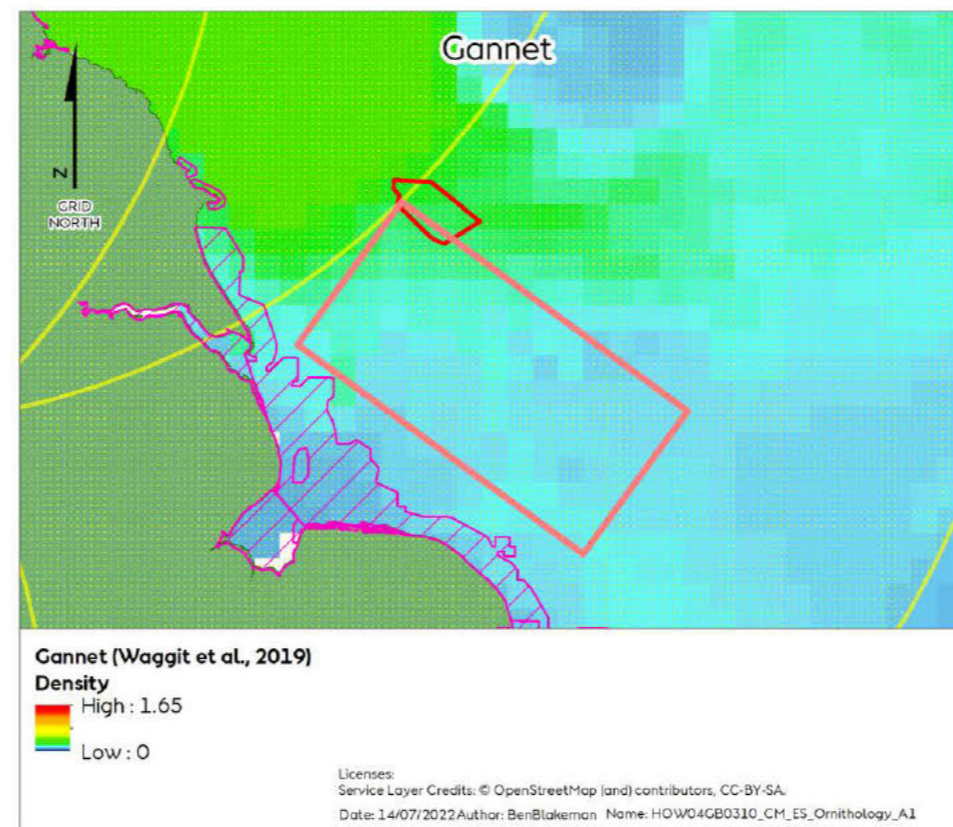 Gannet
N
GRID
NORTH
Gannet (Waggit et al., 2019)
Density
High : 1.65
Low : 0
Licenses:
Service Layer Credits: © OpenStreetMap (and) contributors, CC-BY-SA.
Date: 14/07/2022 Author: BenBlakeman Name: HOW04GB0310_CM_ES_Ornithology_A1